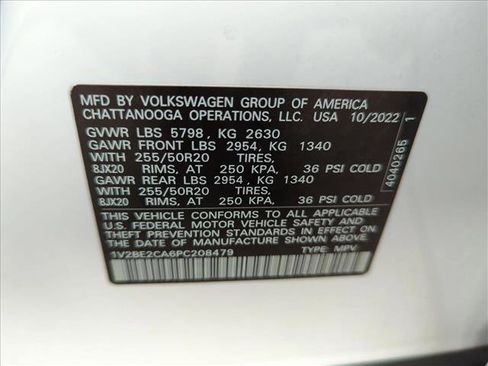 MFD BY VOLKSWAGEN GROUP OF AMERICA
CHATTANOOGA OPERATIONS, LLC. USA 10/2022
GVWR LBS 5798 , KG 2630
GAWR FRONT LBS 2954 , KG 1340
WITH 255/50R20 TIRES,
8JX20 RIMS, AT 250 KPA, 36 PSI COLD
GAWR REAR LBS 2954 , KG 1340
WITH 255/50R20 TIRES,
8JX20 RIMS, AT 250 KPA, 36 PSI COLD
THIS VEHICLE CONFORMS TO ALL APPLICABLE
U.S. FEDERAL MOTOR VEHICLE SAFETY AND
THEFT PREVENTION STANDARDS IN EFFECT ON
THE DATE OF MANUFACTURE SHOWN ABOVE.
1V2BE2CA6PC208479 TYPE: MPV
4040265 1